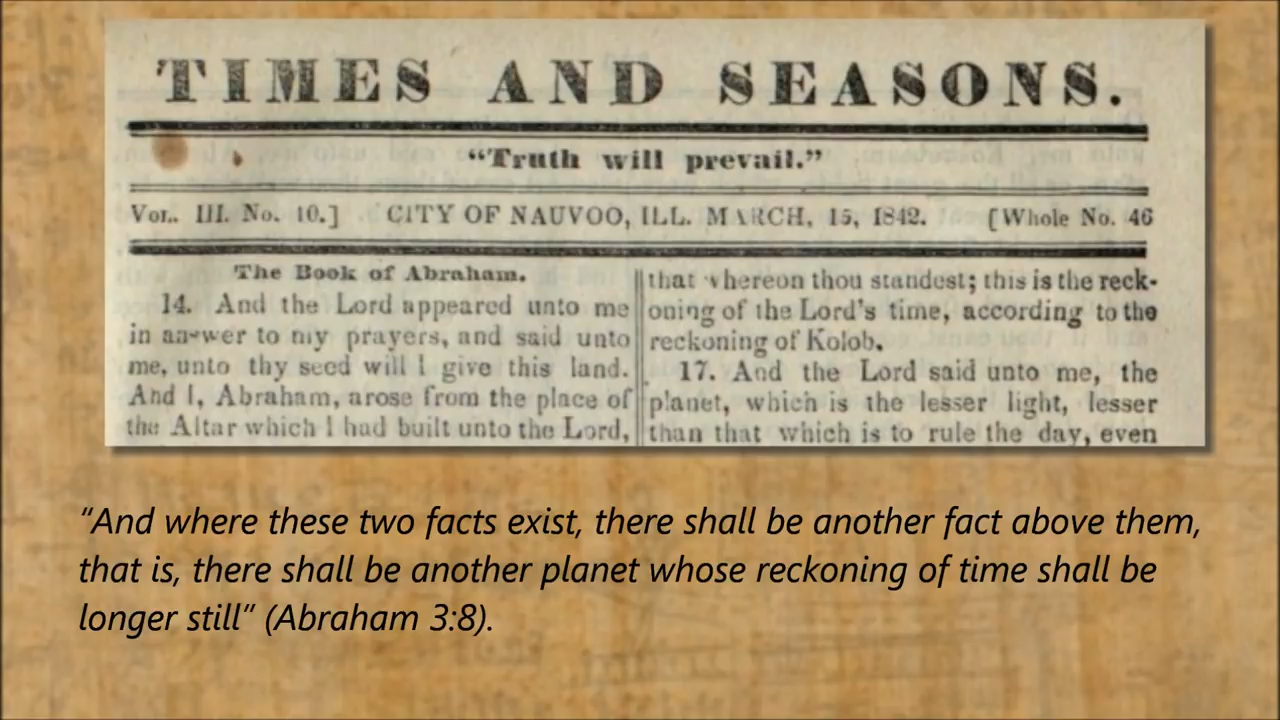 TIMES AND SEASONS.
“Truth will prevail.”
VOL. III. No. 10.] CITY OF NAUVOO, ILL. MARCH, 15, 1842. [Whole No. 46
The Book of Abraham.
14. And the Lord appeared unto me
in answer to my prayers, and said unto
me, unto thy seed will I give this land.
And I, Abraham, arose from the place of
the Altar which I had built unto the Lord,
that whereon thou standest; this is the reck-
oning of the Lord's time, according to the
reckoning of Kolob.
17. And the Lord said unto me, the
planet, which is the lesser light, lesser
than that which is to rule the day, even
“And where these two facts exist, there shall be another fact above them,
that is, there shall be another planet whose reckoning of time shall be
longer still” (Abraham 3:8).